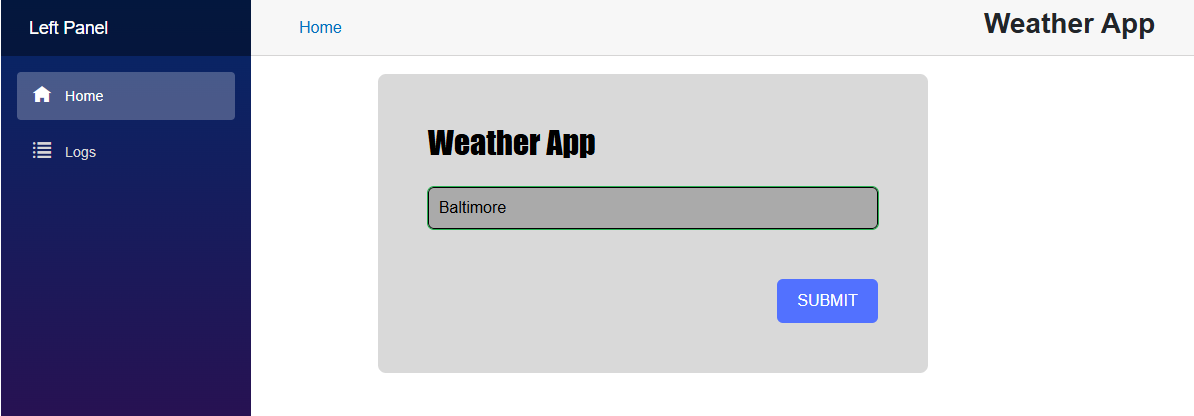 Left Panel
Home
Logs
Home
Weather App
Weather App
Baltimore
SUBMIT